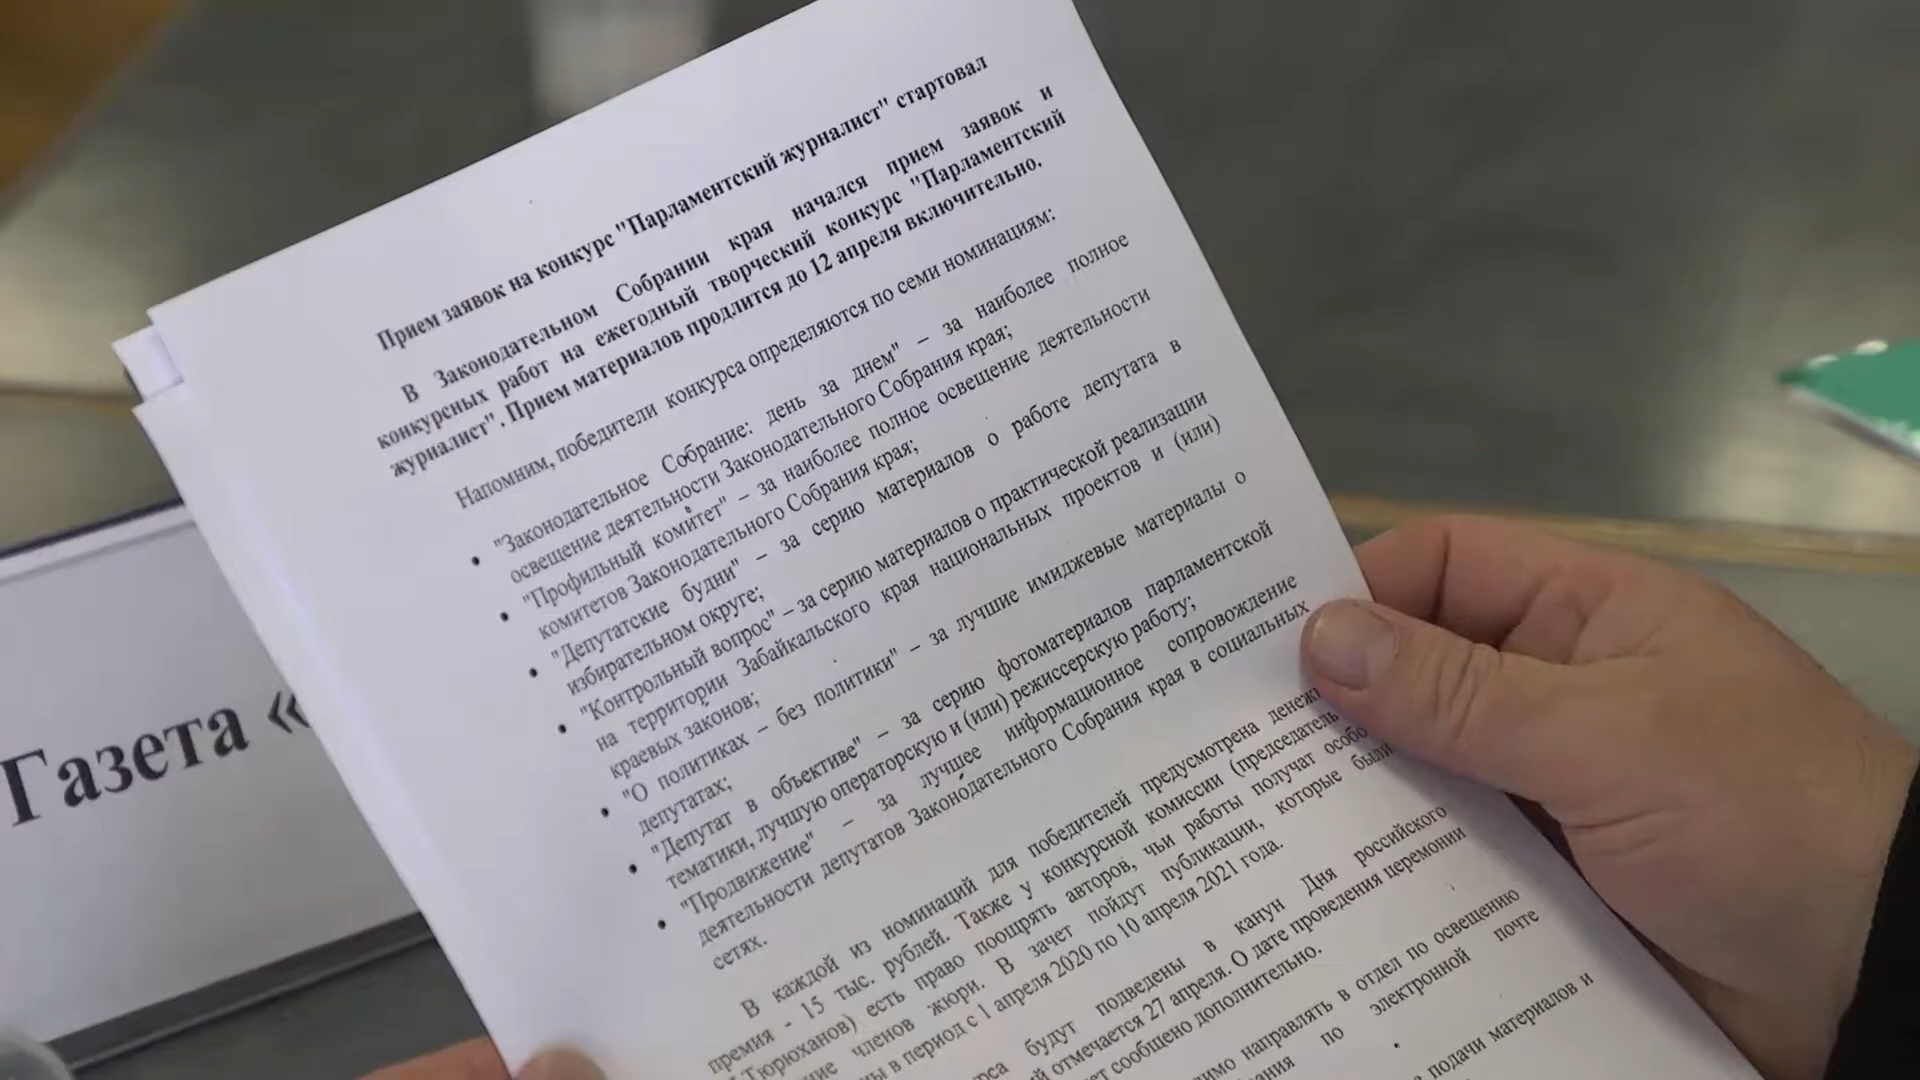 Прием заявок на конкурс "Парламентский журналист" стартовал
В Законодательном Собрании края начался прием заявок и
конкурсных работ на ежегодный творческий конкурс "Парламентский
журналист". Прием материалов продлится до 12 апреля включительно.
Напомним, победители конкурса определяются по семи номинациям:
• "Законодательное Собрание: день за днем" – за наиболее полное
освещение деятельности Законодательного Собрания края;
• "Профильный комитет" – за наиболее полное освещение деятельности
комитетов Законодательного Собрания края;
• "Депутатские будни" – за серию материалов о работе депутата в
избирательном округе;
• "Контрольный вопрос" – за серию материалов о практической реализации
на территории Забайкальского края национальных проектов и (или)
краевых законов;
• "О политиках – без политики" – за лучшие имиджевые материалы о
депутатах;
• "Депутат в объективе" – за серию фотоматериалов парламентской
тематики, лучшую операторскую и (или) режиссерскую работу;
• "Продвижение" – за лучшее информационное сопровождение
деятельности депутатов Законодательного Собрания края в социальных
сетях.
В каждой из номинаций для победителей предусмотрена
премия - 15 тыс. рублей. Также у конкурсной комиссии (председатель
Тюрюханов) есть право поощрять авторов, чьи работы получат
членов жюри. В зачет пойдут публикации, которые
в период с 1 апреля 2020 по 10 апреля 2021 года.
будут подведены в канун Дня российского
отмечается 27 апреля. О дате проведения церемонии
сообщено дополнительно.
направлять в отдел по освещению
по электронной почте
подачи материалов и
Газета «